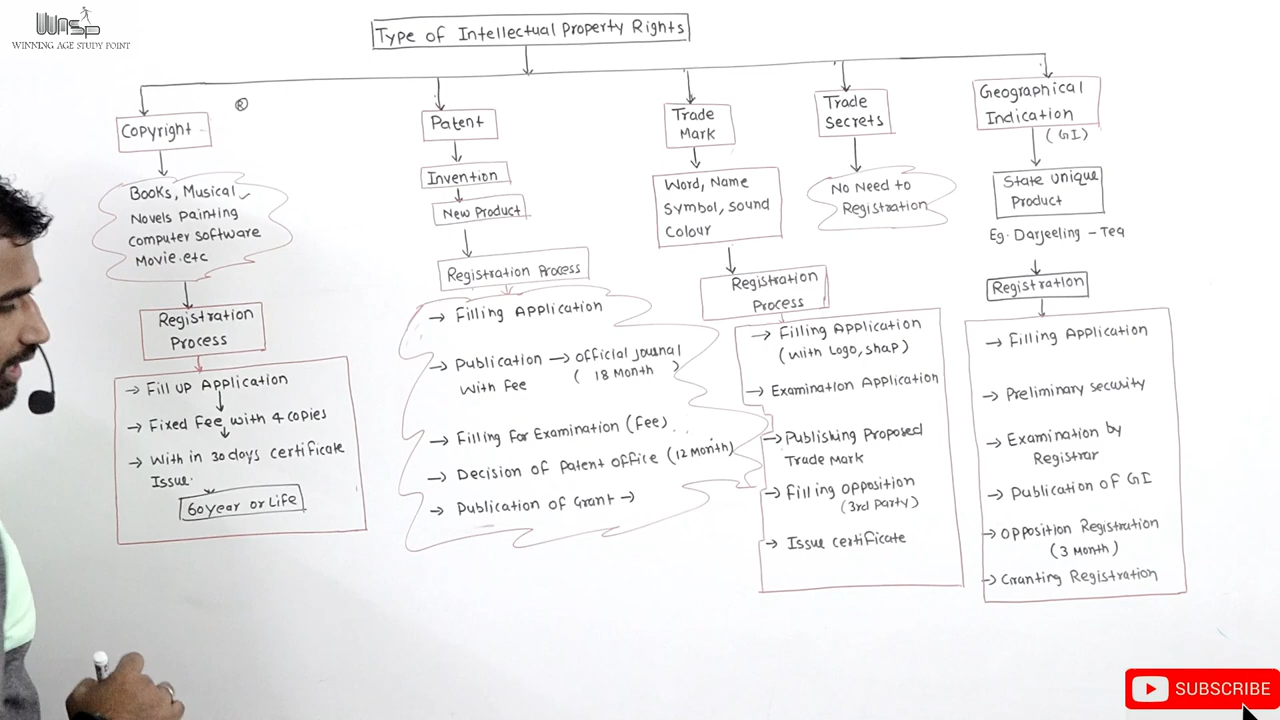 WASP
WINNING AGE STUDY POINT
Type of Intellectual Property Rights
®
Copyright
Books, Musical
Novels painting
computer software
Movie.etc
Registration
Process
→ Fill up Application
→ Fixed Fee with 4 copies
→ With in 30 days certificate
Issue.
60 year or Life
Patent
Invention
New Product
Registration Process
→ Filling Application
→ Publication → official journal
With Fee ( 18 Month )
→ Filling for Examination (Fee)
→ Decision of Patent office (12 Month)
→ Publication of Grant →
Trade
Mark
Word, Name
Symbol, Sound
Colour
Registration
Process
→ Filling Application
(With Logo, Shap)
→ Examination Application
→ Publishing Proposed
Trade Mark
→ Filling opposition
(3rd Party)
→ Issue certificate
Trade
Secrets
No Need to
Registration
Geographical
Indication
(GI)
State unique
Product
Eg. Darjeeling - Tea
Registration
→ Filling Application
→ Preliminary security
→ Examination by
Registrar
→ Publication of GI
→ Opposition Registration
(3 Month)
→ Granting Registration
SUBSCRIBE